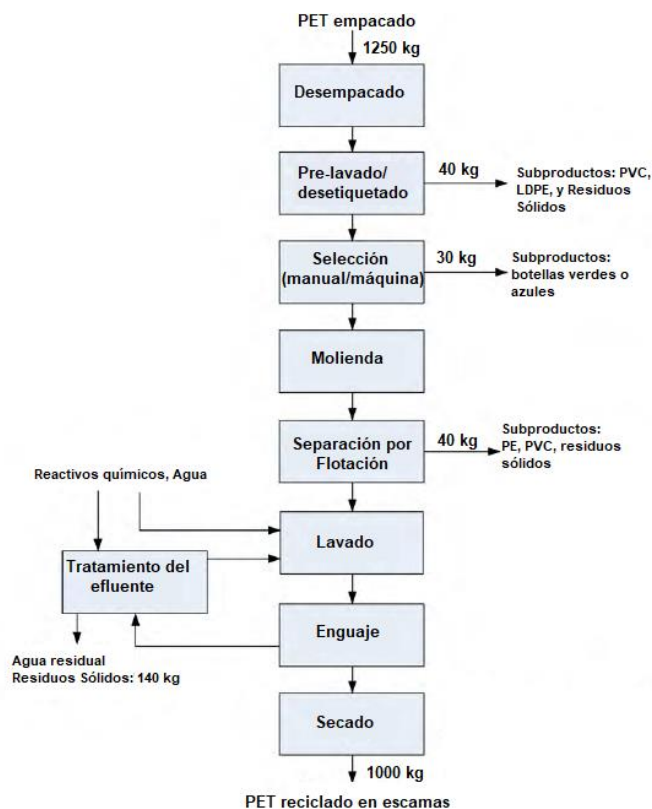 PET empacado
1250 kg
Desempacado
Pre-lavado/
desetiquetado
40 kg
Subproductos: PVC,
LDPE, y Residuos
Sólidos
Selección
(manual/máquina)
30 kg
Subproductos:
botellas verdes o
azules
Molienda
Separación por
Flotación
40 kg
Subproductos:
PE, PVC, residuos
sólidos
Reactivos químicos, Agua
Lavado
Tratamiento del
efluente
Enguaje
Agua residual
Residuos Sólidos: 140 kg
Secado
1000 kg
PET reciclado en escamas